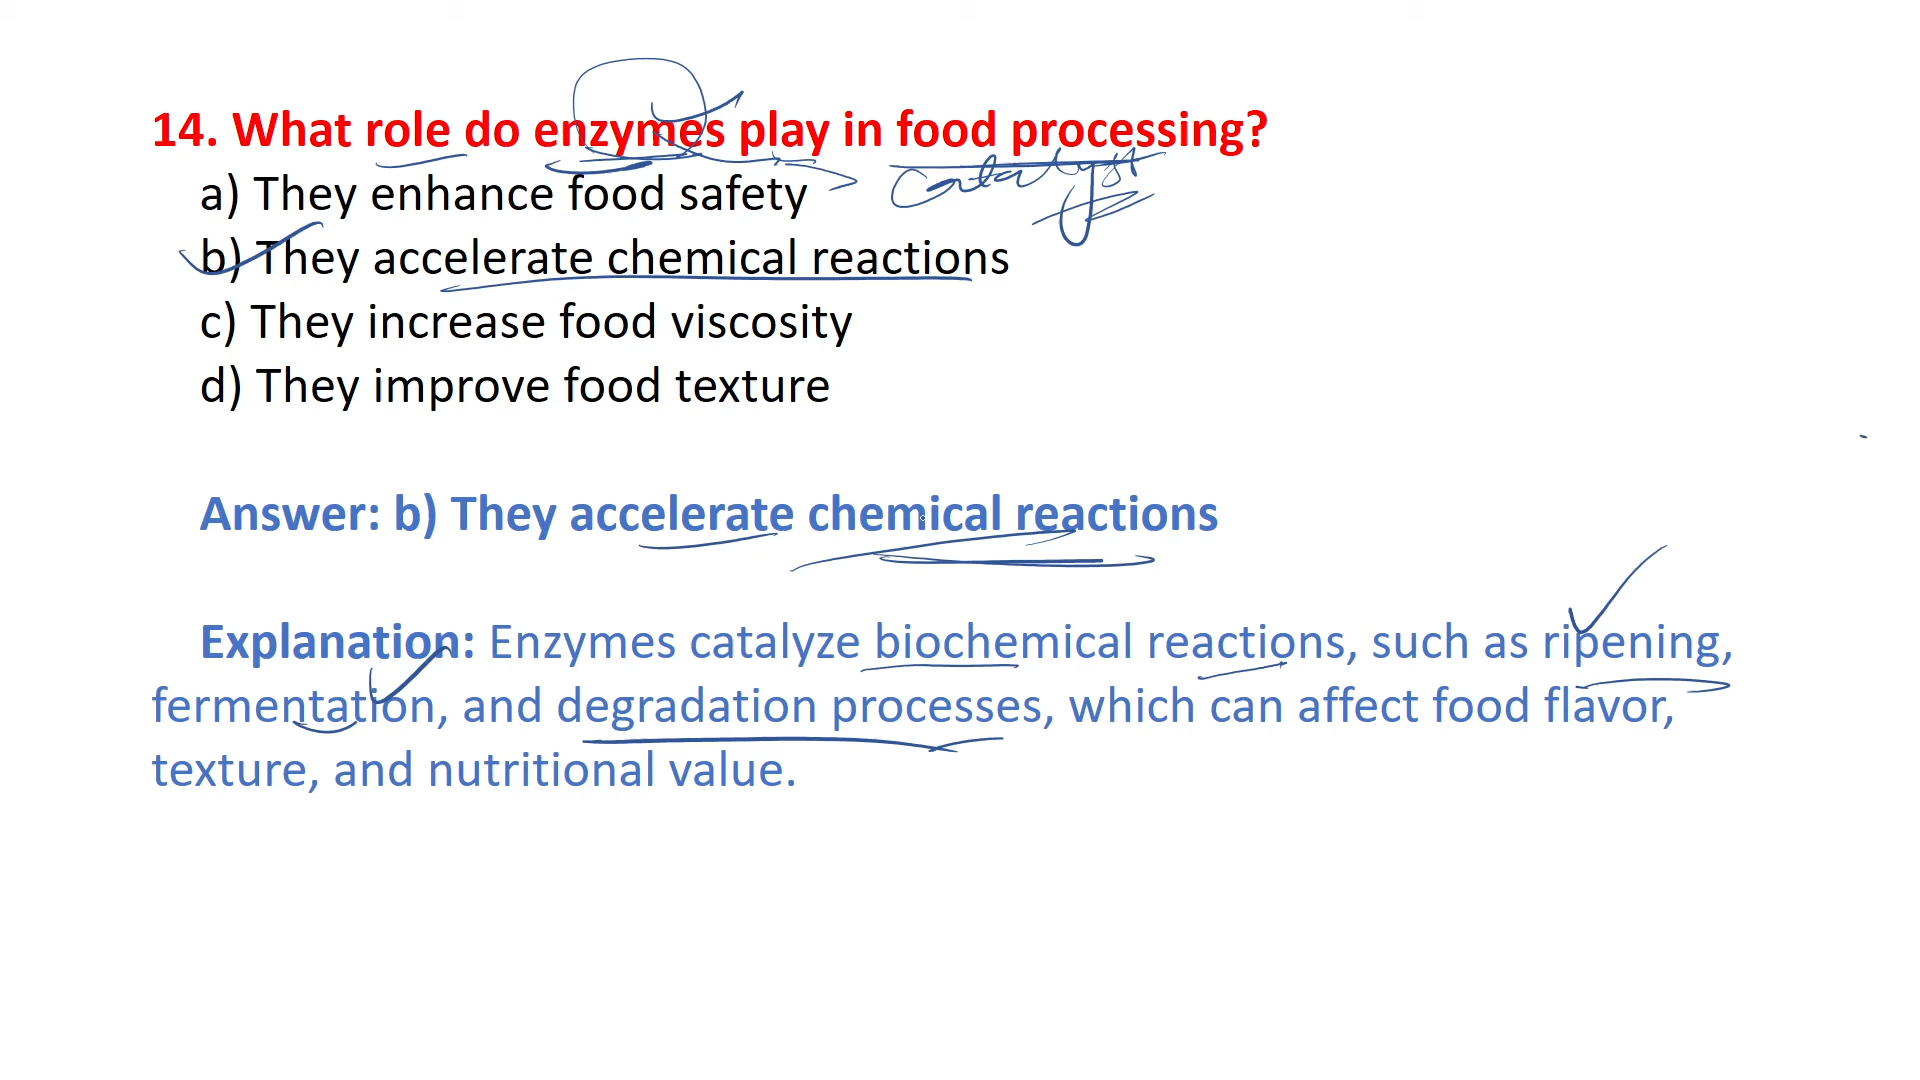 14. What role do enzymes play in food processing?
a) They enhance food safety
catalyst
b) They accelerate chemical reactions
c) They increase food viscosity
d) They improve food texture
Answer: b) They accelerate chemical reactions
Explanation: Enzymes catalyze biochemical reactions, such as ripening,
fermentation, and degradation processes, which can affect food flavor,
texture, and nutritional value.